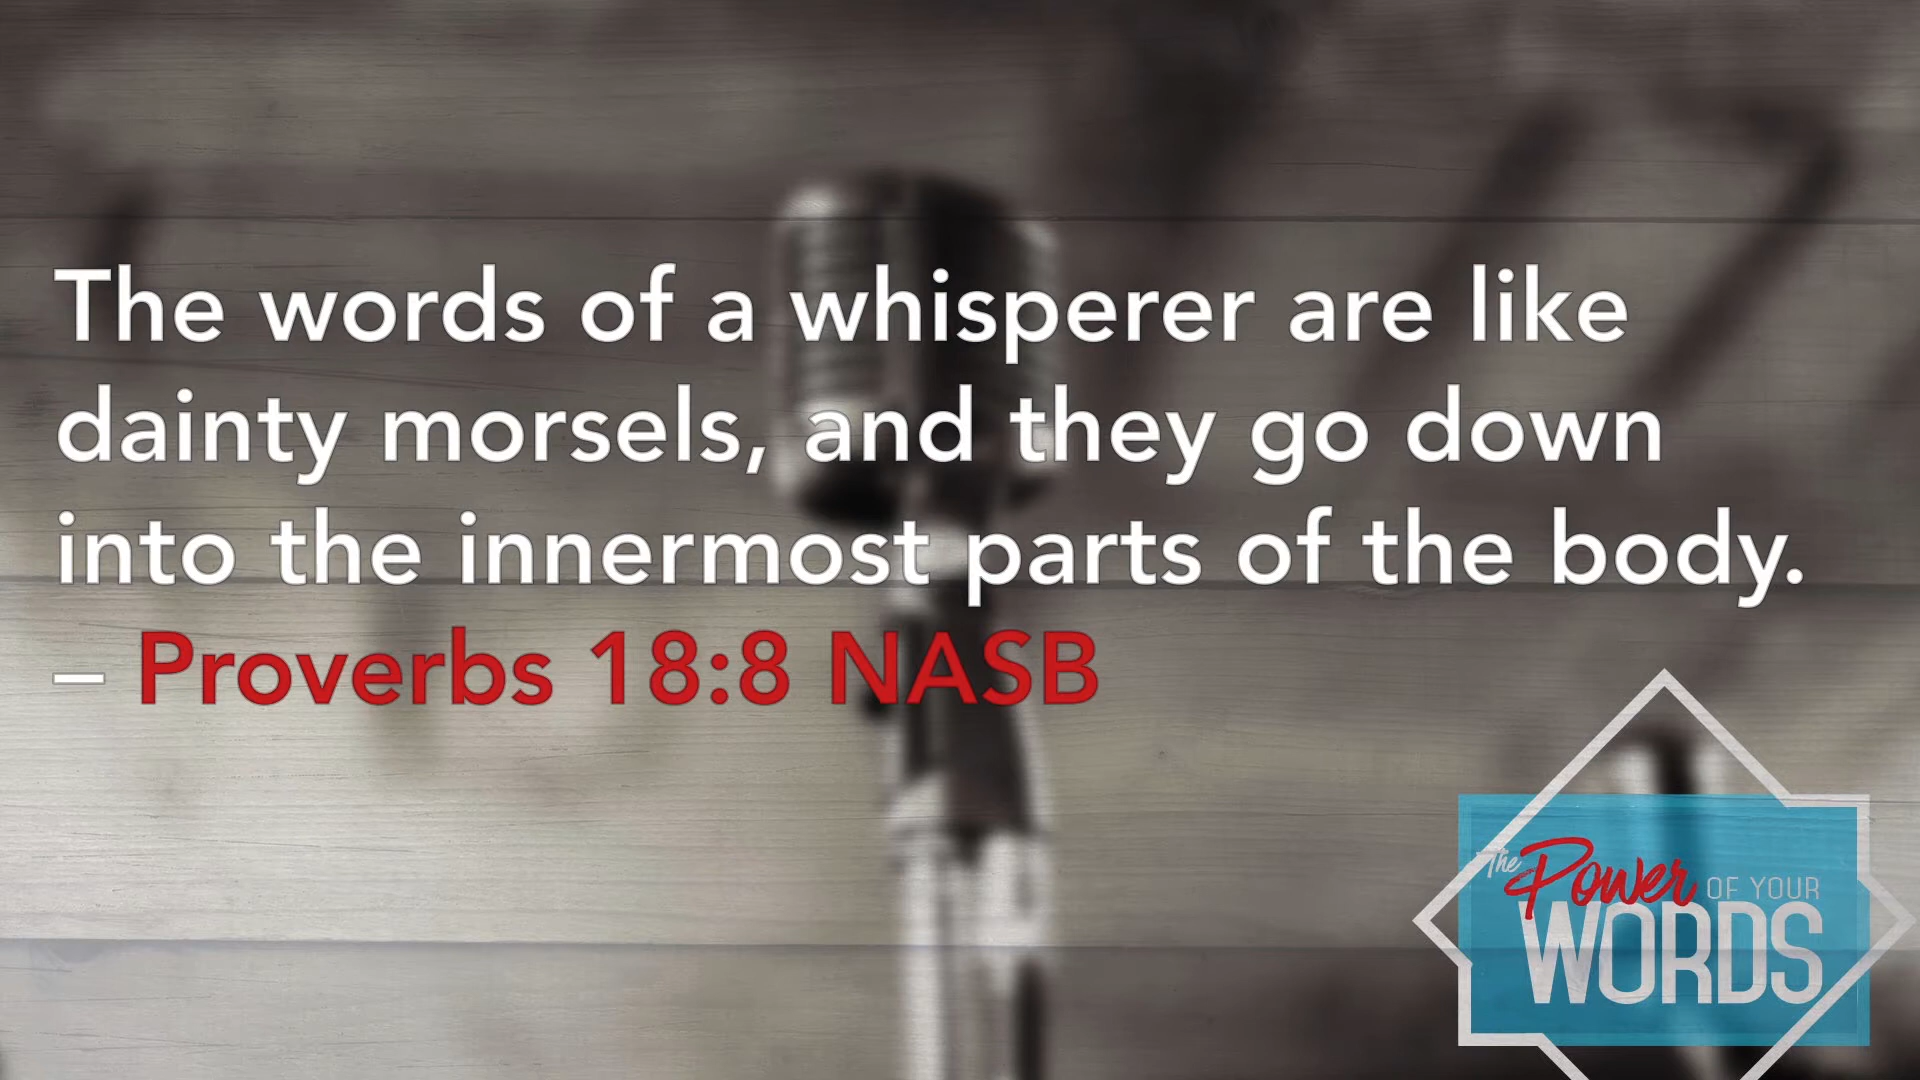 The words of a whisperer are like
dainty morsels, and they go down
into the innermost parts of the body.
– Proverbs 18:8 NASB
The Power OF YOUR
WORDS